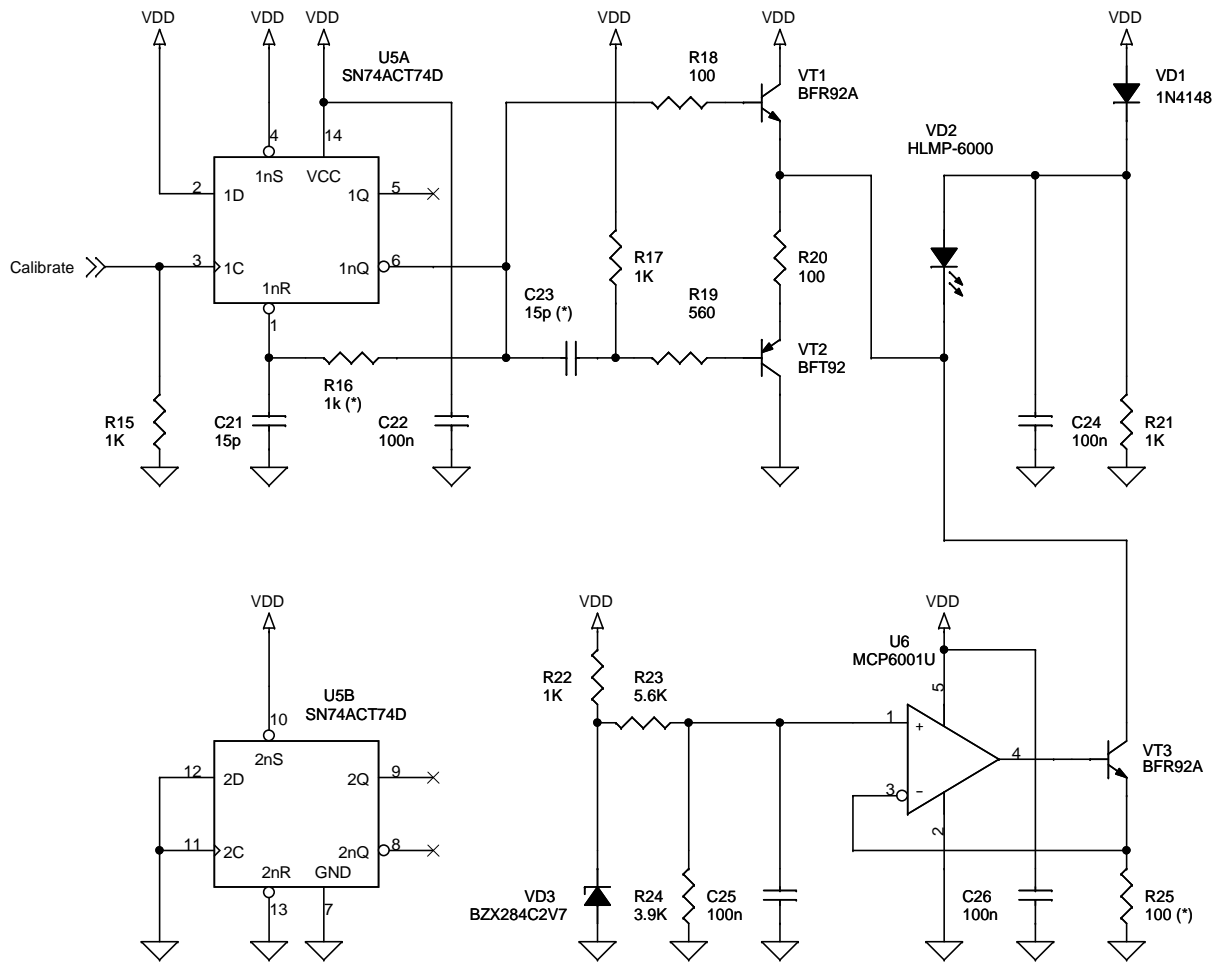 VDD VDD VDD VDD VDD VDD
U5A
SN74ACT74D
R18
100
VT1
BFR92A
VD1
1N4148
VD2
HLMP-6000
4 14
1nS VCC
2 1D 1Q 5
Calibrate 3 1C 1nQ 6
1nR
1
R17
1K
R20
100
C23
15p (*)
R19
560
VT2
BFT92
R16
1k (*)
R15
1K
C21
15p
C22
100n
C24
100n
R21
1K
VDD VDD VDD
U6
MCP6001U
R22
1K
R23
5.6K
U5B
SN74ACT74D
10
2nS
12 2D 2Q 9
11 2C 2nQ 8
2nR GND
13 7
5
1 +
4
3 −
2
VT3
BFR92A
VD3
BZX284C2V7
R24
3.9K
C25
100n
C26
100n
R25
100 (*)